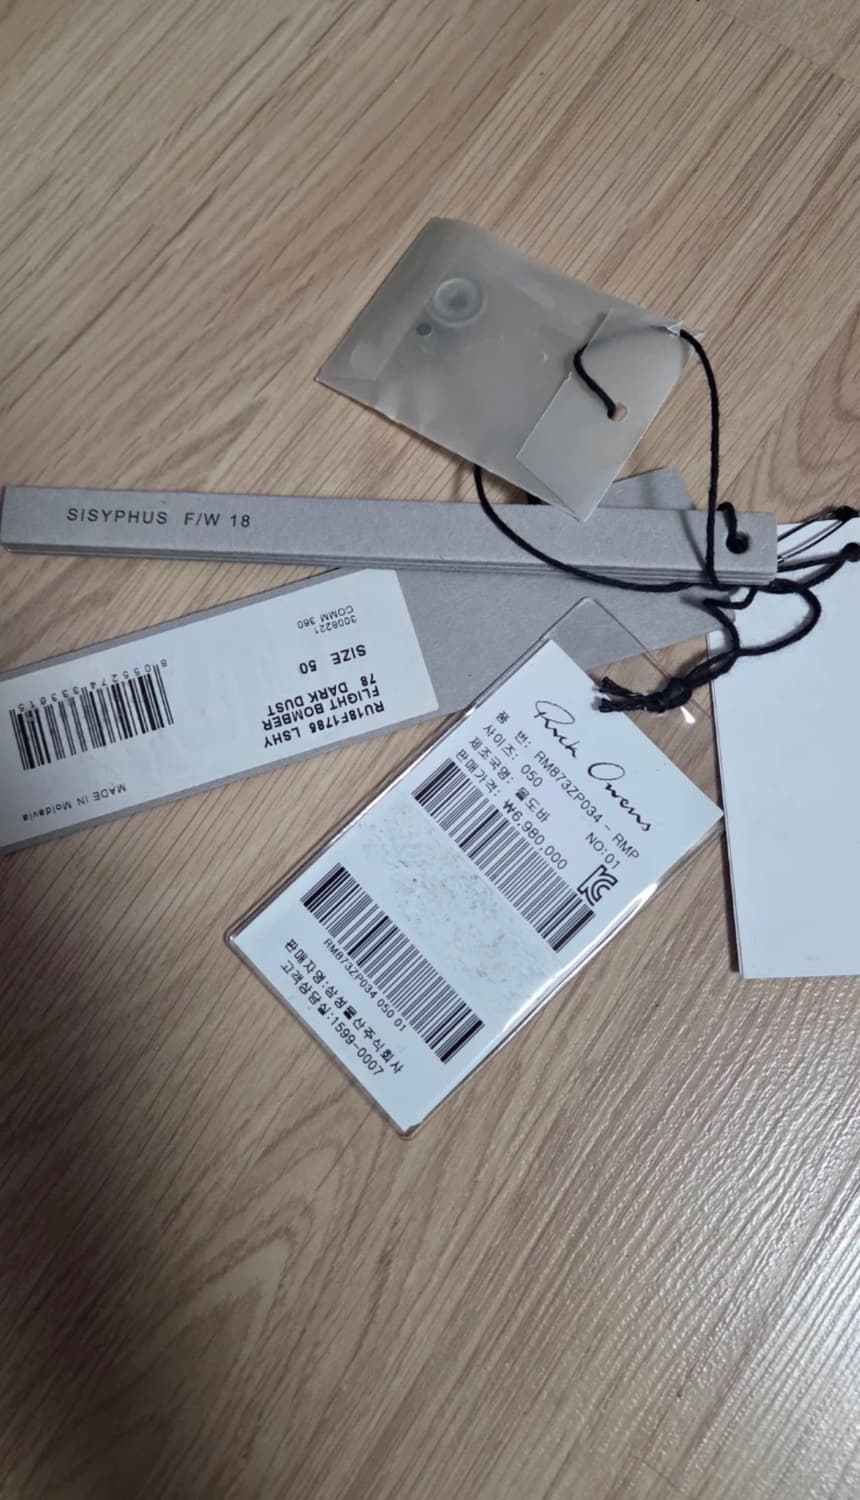 SISYPHUS F/W 18
3008221
COMM 360
SIZE 50
78 DARK DUST
FLIGHT BOMBER
RU18F1786 LSHY
8055274333615
MADE IN Moldavia
Rick Owens
품 번: RM873ZP034 - RMP
사이즈: 050 NO:01
제조국명: 몰도바
판매가격: ₩6,980,000
RM873ZP034 050 01
판매자명:삼성물산주식회사
고객상담실:1599-0007